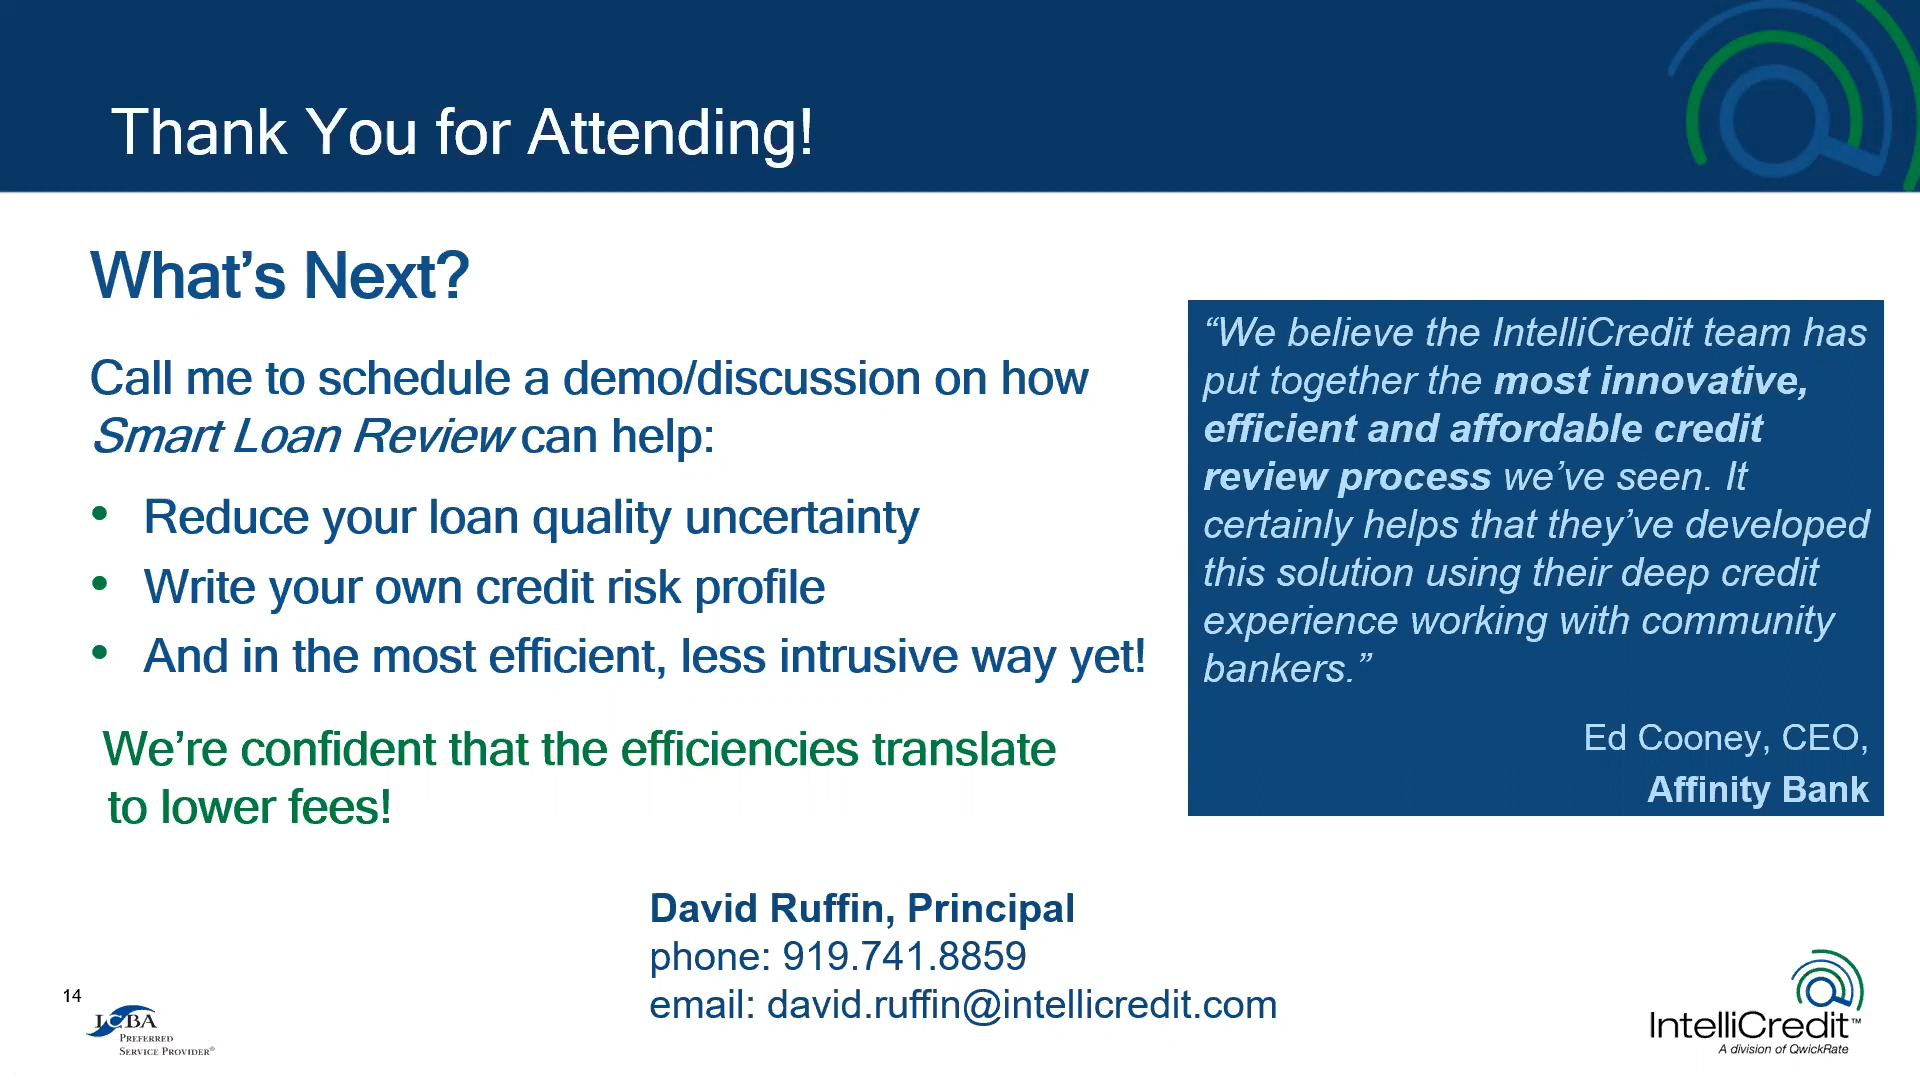 Thank You for Attending!
What’s Next?
Call me to schedule a demo/discussion on how
Smart Loan Review can help:
• Reduce your loan quality uncertainty
• Write your own credit risk profile
• And in the most efficient, less intrusive way yet!
We’re confident that the efficiencies translate
to lower fees!
“We believe the IntelliCredit team has
put together the most innovative,
efficient and affordable credit
review process we’ve seen. It
certainly helps that they’ve developed
this solution using their deep credit
experience working with community
bankers.”
Ed Cooney, CEO,
Affinity Bank
David Ruffin, Principal
phone: 919.741.8859
email: david.ruffin@intellicredit.com
14
ICBA
PREFERRED
SERVICE PROVIDER®
IntelliCredit™
A division of QwickRate